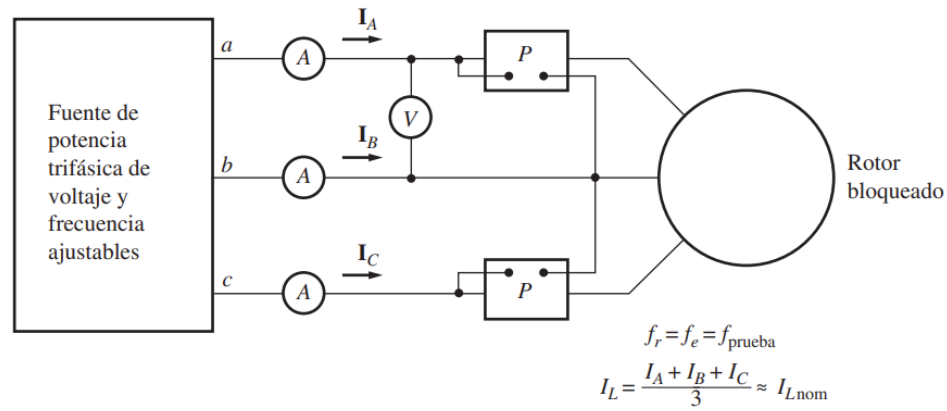 I_A
a
A
P
Fuente de
potencia
trifásica de
voltaje y
frecuencia
ajustables
V
I_B
b
A
Rotor
bloqueado
I_C
c
A
P
f_r = f_e = f_prueba
I_L = (I_A + I_B + I_C)/3 ≈ I_L nom